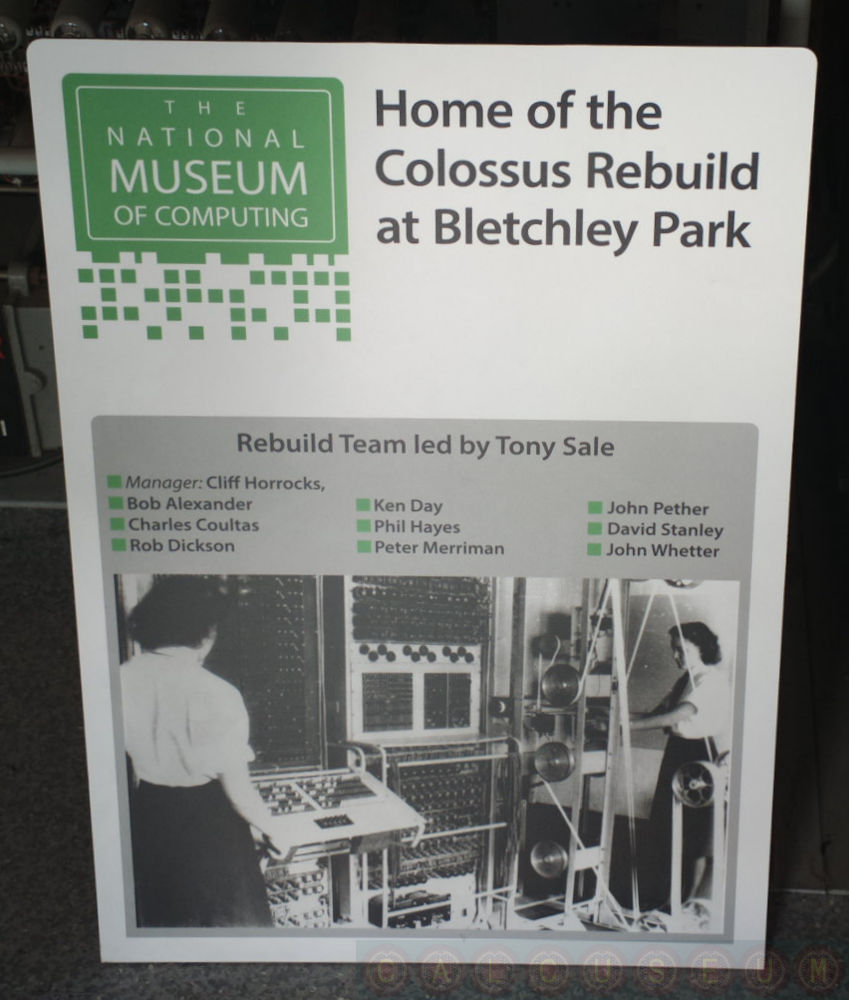 THE
NATIONAL
MUSEUM
OF COMPUTING
Home of the
Colossus Rebuild
at Bletchley Park
Rebuild Team led by Tony Sale
Manager: Cliff Horrocks,
Bob Alexander
Charles Coultas
Rob Dickson
Ken Day
Phil Hayes
Peter Merriman
John Pether
David Stanley
John Whetter
CALCUSEUM